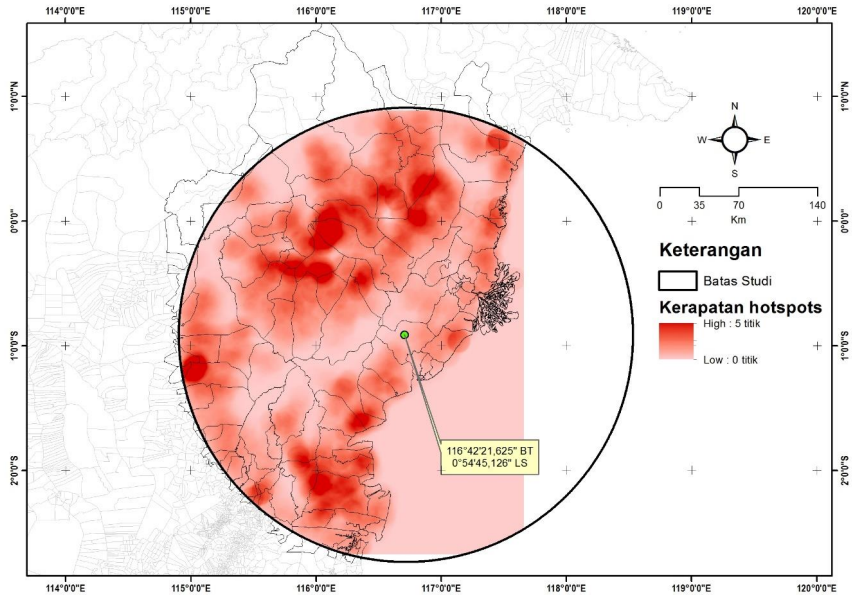 114°0'0"E 115°0'0"E 116°0'0"E 117°0'0"E 118°0'0"E 119°0'0"E 120°0'0"E
1°0'0"N 1°0'0"N
N
W E
S
0°0'0" 0°0'0"
0 35 70 140
Km
Keterangan
Batas Studi
Kerapatan hotspots
High : 5 titik
Low : 0 titik
1°0'0"S 1°0'0"S
116°42'21,625" BT
0°54'45,126" LS
2°0'0"S 2°0'0"S
114°0'0"E 115°0'0"E 116°0'0"E 117°0'0"E 118°0'0"E 119°0'0"E 120°0'0"E